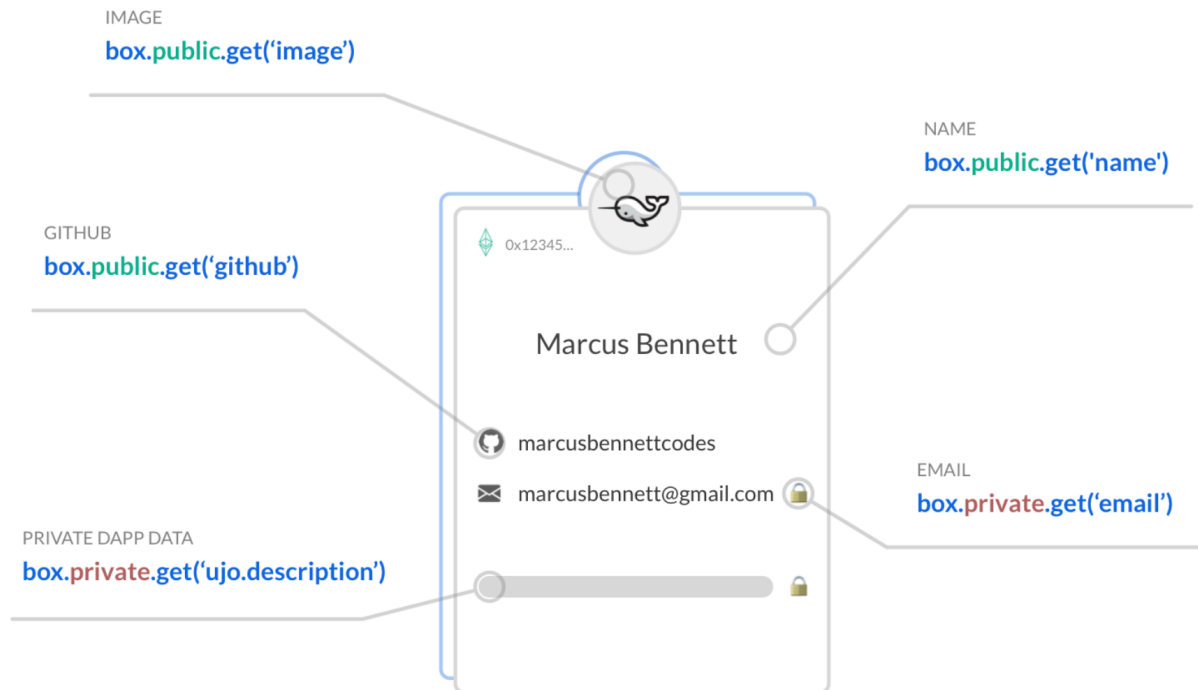 IMAGE
box.public.get(‘image’)
NAME
box.public.get('name')
GITHUB
box.public.get(‘github’)
0x12345...
Marcus Bennett
marcusbennettcodes
marcusbennett@gmail.com
EMAIL
box.private.get(‘email’)
PRIVATE DAPP DATA
box.private.get(‘ujo.description’)